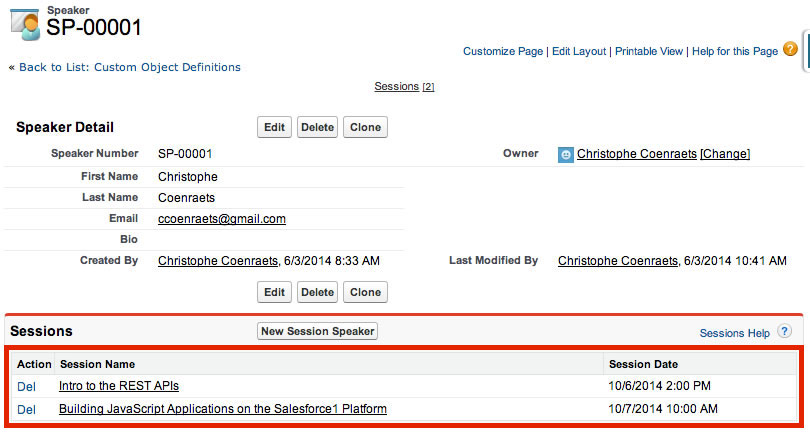 Speaker
SP-00001
Customize Page | Edit Layout | Printable View | Help for this Page ?
« Back to List: Custom Object Definitions
Sessions [2]
Speaker Detail Edit Delete Clone
Speaker Number SP-00001 Owner Christophe Coenraets [Change]
First Name Christophe
Last Name Coenraets
Email ccoenraets@gmail.com
Bio
Created By Christophe Coenraets, 6/3/2014 8:33 AM Last Modified By Christophe Coenraets, 6/3/2014 10:41 AM
Edit Delete Clone
Sessions New Session Speaker Sessions Help ?
Action Session Name Session Date
Del Intro to the REST APIs 10/6/2014 2:00 PM
Del Building JavaScript Applications on the Salesforce1 Platform 10/7/2014 10:00 AM